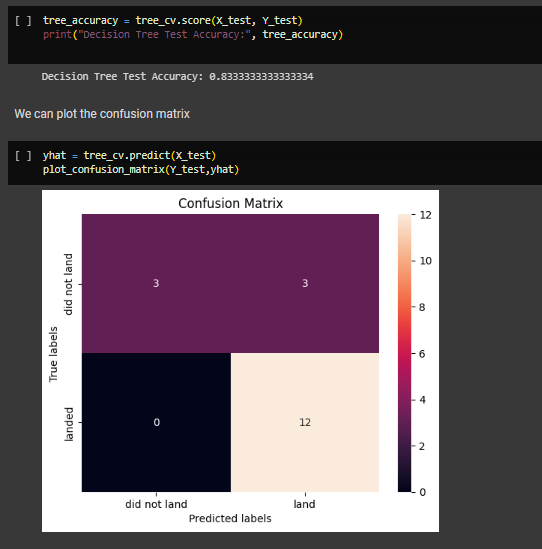 [ ] tree_accuracy = tree_cv.score(X_test, Y_test)
print("Decision Tree Test Accuracy:", tree_accuracy)
Decision Tree Test Accuracy: 0.8333333333333334
We can plot the confusion matrix
[ ] yhat = tree_cv.predict(X_test)
plot_confusion_matrix(Y_test,yhat)
Confusion Matrix
12
10
8
6
4
2
0
True labels
did not land
landed
3 3
0 12
did not land land
Predicted labels